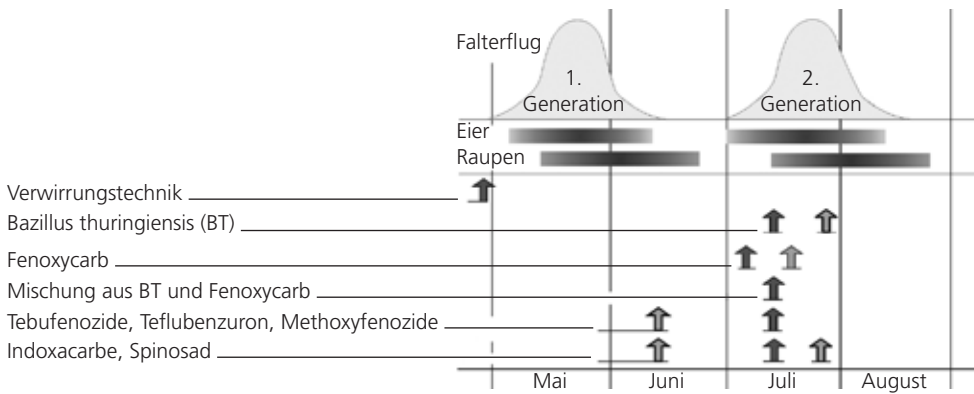 Falterflug
1.
Generation
2.
Generation
Eier
Raupen
Verwirrungstechnik
Bazillus thuringiensis (BT)
Fenoxycarb
Mischung aus BT und Fenoxycarb
Tebufenozide, Teflubenzuron, Methoxyfenozide
Indoxacarbe, Spinosad
Mai Juni Juli August